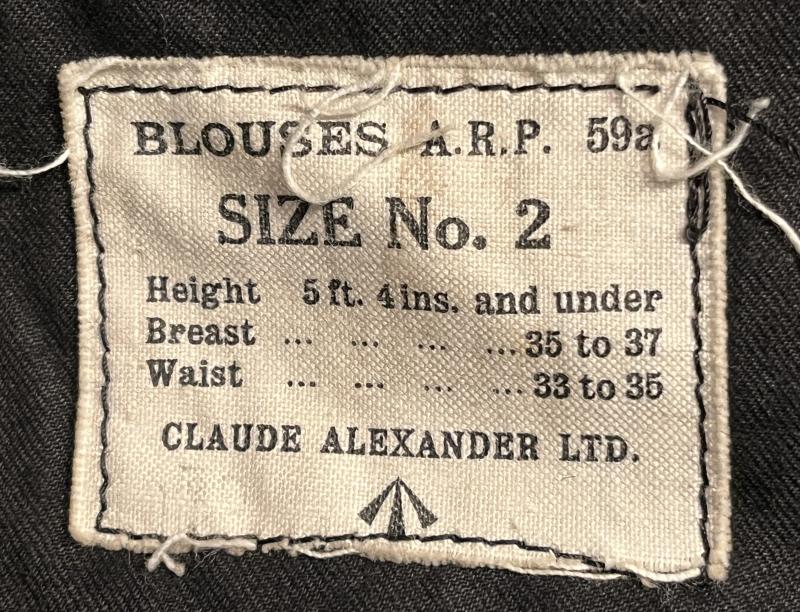 BLOUSES A.R.P. 59a
SIZE No. 2
Height 5 ft. 4 ins. and under
Breast ... ... ... ... 35 to 37
Waist ... ... ... ... 33 to 35
CLAUDE ALEXANDER LTD.